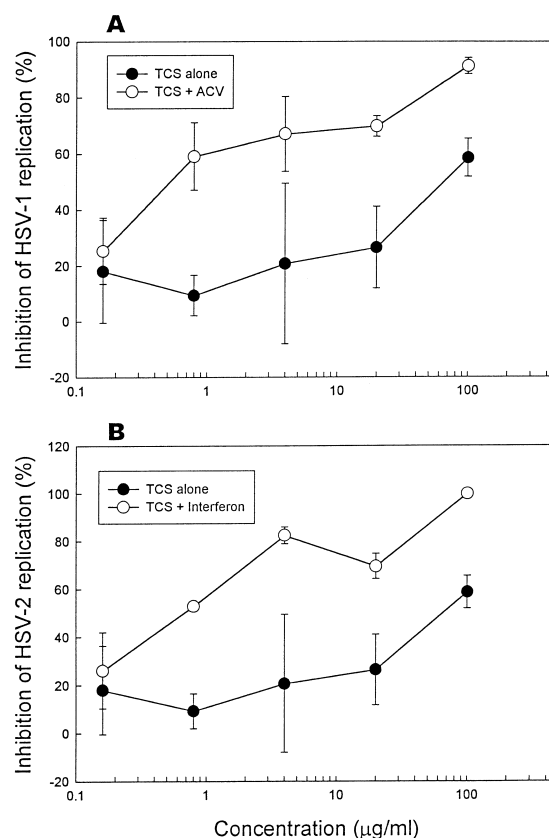 A
Inhibition of HSV-1 replication (%)
100
80
60
40
20
0
-20
TCS alone
TCS + ACV
0.1
1
10
100
B
Inhibition of HSV-2 replication (%)
120
100
80
60
40
20
0
-20
TCS alone
TCS + Interferon
0.1
1
10
100
Concentration (µg/ml)